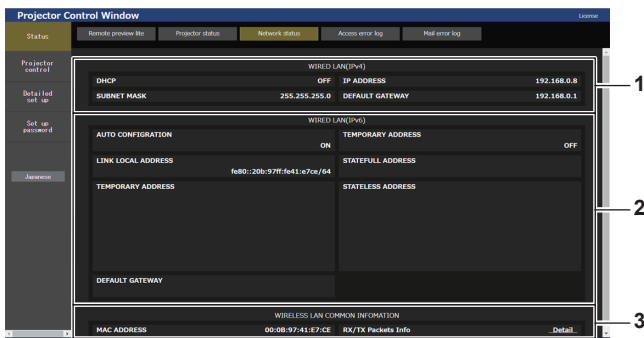 Projector Control Window
License
Status
Remote preview lite
Projector status
Network status
Access error log
Mail error log
Projector
control
Detailed
set up
Set up
password
Japanese
WIRED LAN(IPv4)
DHCP OFF IP ADDRESS 192.168.0.8
SUBNET MASK 255.255.255.0 DEFAULT GATEWAY 192.168.0.1
1
WIRED LAN(IPv6)
AUTO CONFIGRATION TEMPORARY ADDRESS
ON OFF
LINK LOCAL ADDRESS STATEFULL ADDRESS
fe80::20b:97ff:fe41:e7ce/64
TEMPORARY ADDRESS STATELESS ADDRESS
2
DEFAULT GATEWAY
WIRELESS LAN COMMON INFOMATION
MAC ADDRESS 00:0B:97:41:E7:CE RX/TX Packets Info Detail
3